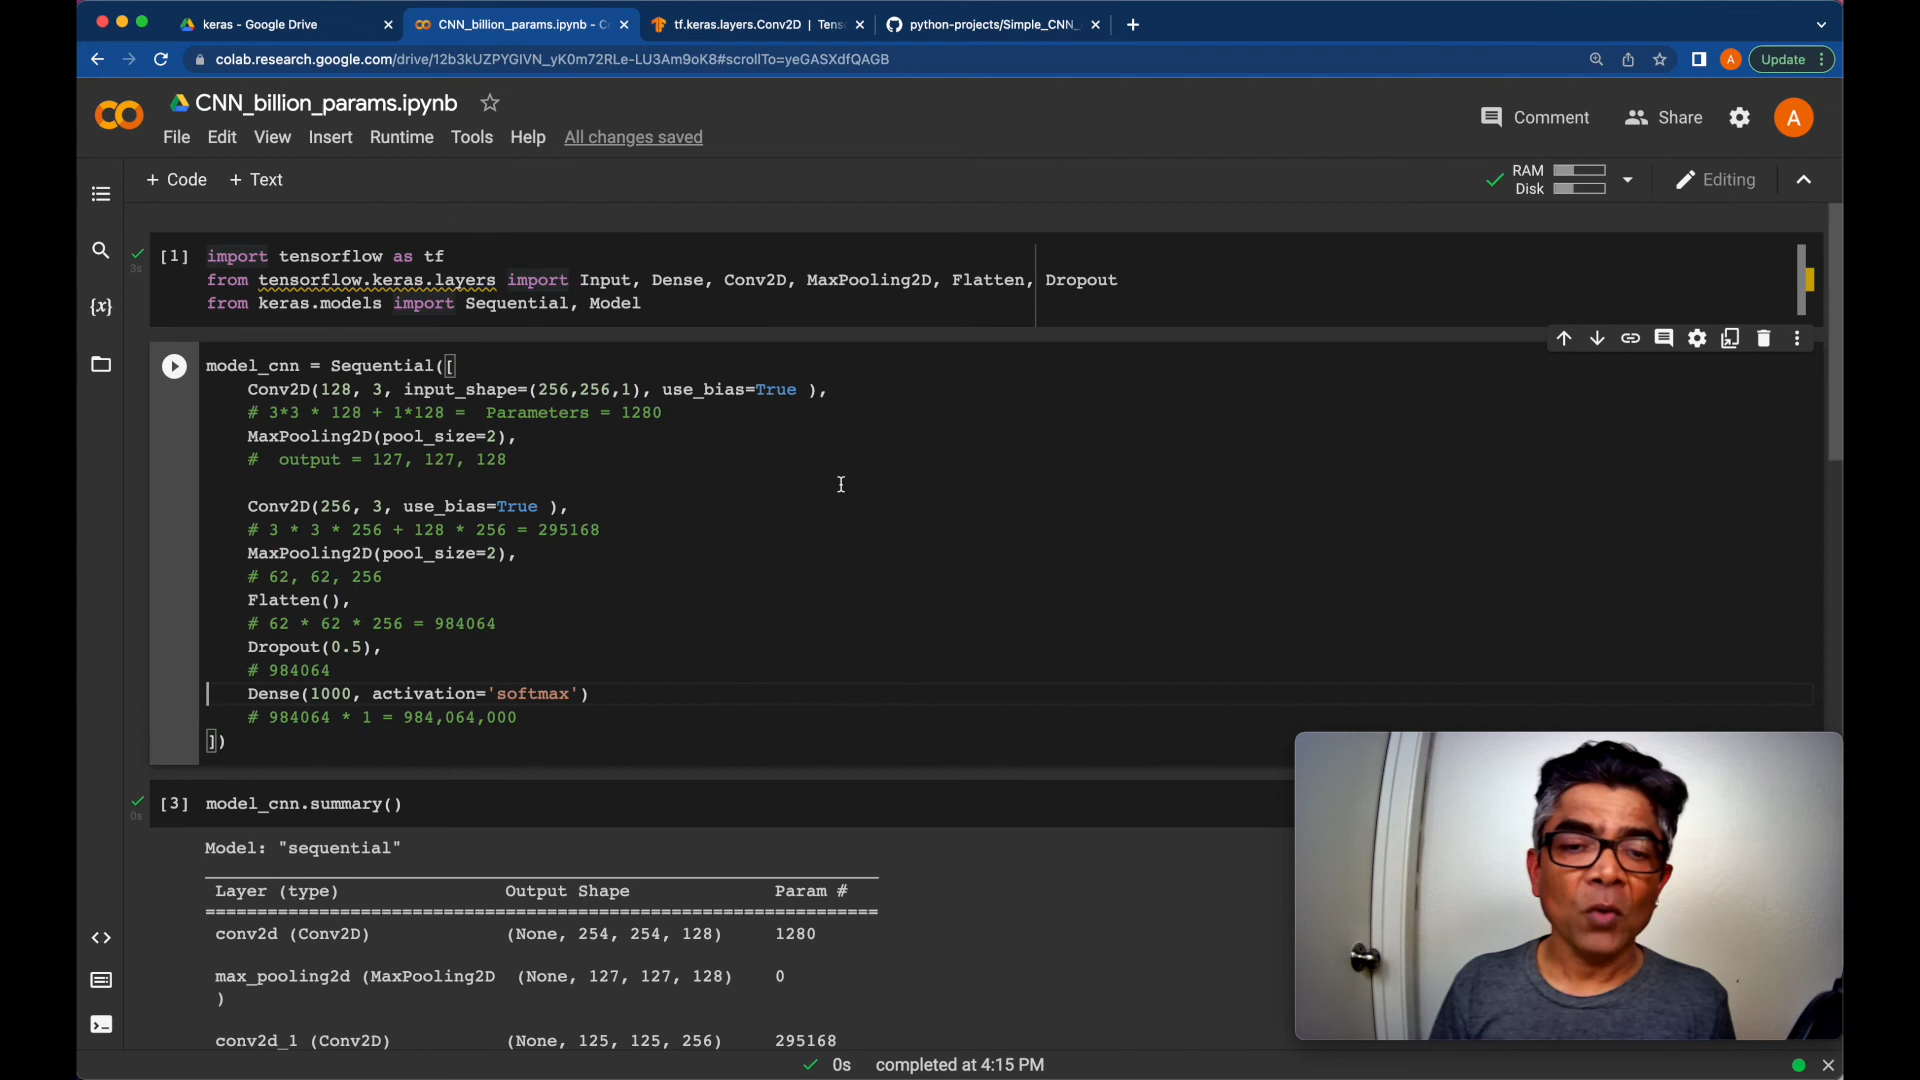 keras - Google Drive
CNN_billion_params.ipynb - C
tf.keras.layers.Conv2D | Tens
python-projects/Simple_CNN_
colab.research.google.com/drive/12b3kUZPYGIVN_yK0m72RLe-LU3Am9oK8#scrollTo=yeGASXdfQAGB
A
Update
CNN_billion_params.ipynb
Comment
Share
A
File Edit View Insert Runtime Tools Help All changes saved
+ Code + Text
RAM
Disk
Editing
3s
[1] import tensorflow as tf
from tensorflow.keras.layers import Input, Dense, Conv2D, MaxPooling2D, Flatten, Dropout
from keras.models import Sequential, Model
{x}
model_cnn = Sequential([
Conv2D(128, 3, input_shape=(256,256,1), use_bias=True ),
# 3*3 * 128 + 1*128 = Parameters = 1280
MaxPooling2D(pool_size=2),
# output = 127, 127, 128
Conv2D(256, 3, use_bias=True ),
# 3 * 3 * 256 + 128 * 256 = 295168
MaxPooling2D(pool_size=2),
# 62, 62, 256
Flatten(),
# 62 * 62 * 256 = 984064
Dropout(0.5),
# 984064
Dense(1000, activation='softmax')
# 984064 * 1 = 984,064,000
])
0s
[3] model_cnn.summary()
Model: "sequential"
Layer (type) Output Shape Param #
=================================================================
conv2d (Conv2D) (None, 254, 254, 128) 1280
max_pooling2d (MaxPooling2D (None, 127, 127, 128) 0
)
conv2d_1 (Conv2D) (None, 125, 125, 256) 295168
0s completed at 4:15 PM